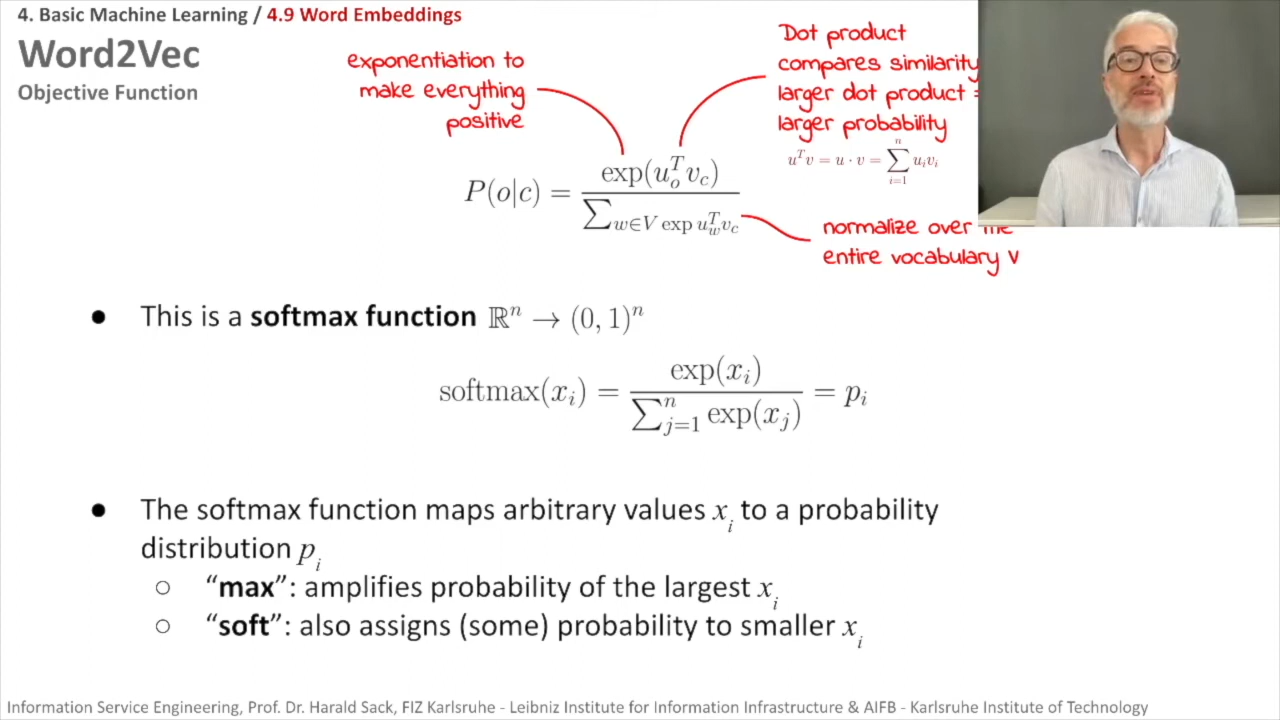 4. Basic Machine Learning / 4.9 Word Embeddings
Word2Vec
Objective Function
exponentiation to
make everything
positive
Dot product
compares similarity
larger dot product =
larger probability
u^T v = u · v = ∑_{i=1}^{n} u_i v_i
P(o|c) = exp(u_o^T v_c) / ∑_{w∈V} exp u_w^T v_c
normalize over
entire vocabulary V
● This is a softmax function ℝ^n → (0, 1)^n
softmax(x_i) = exp(x_i) / ∑_{j=1}^{n} exp(x_j) = p_i
● The softmax function maps arbitrary values x_i to a probability
distribution p_i
○ “max”: amplifies probability of the largest x_i
○ “soft”: also assigns (some) probability to smaller x_i
Information Service Engineering, Prof. Dr. Harald Sack, FIZ Karlsruhe - Leibniz Institute for Information Infrastructure & AIFB - Karlsruhe Institute of Technology